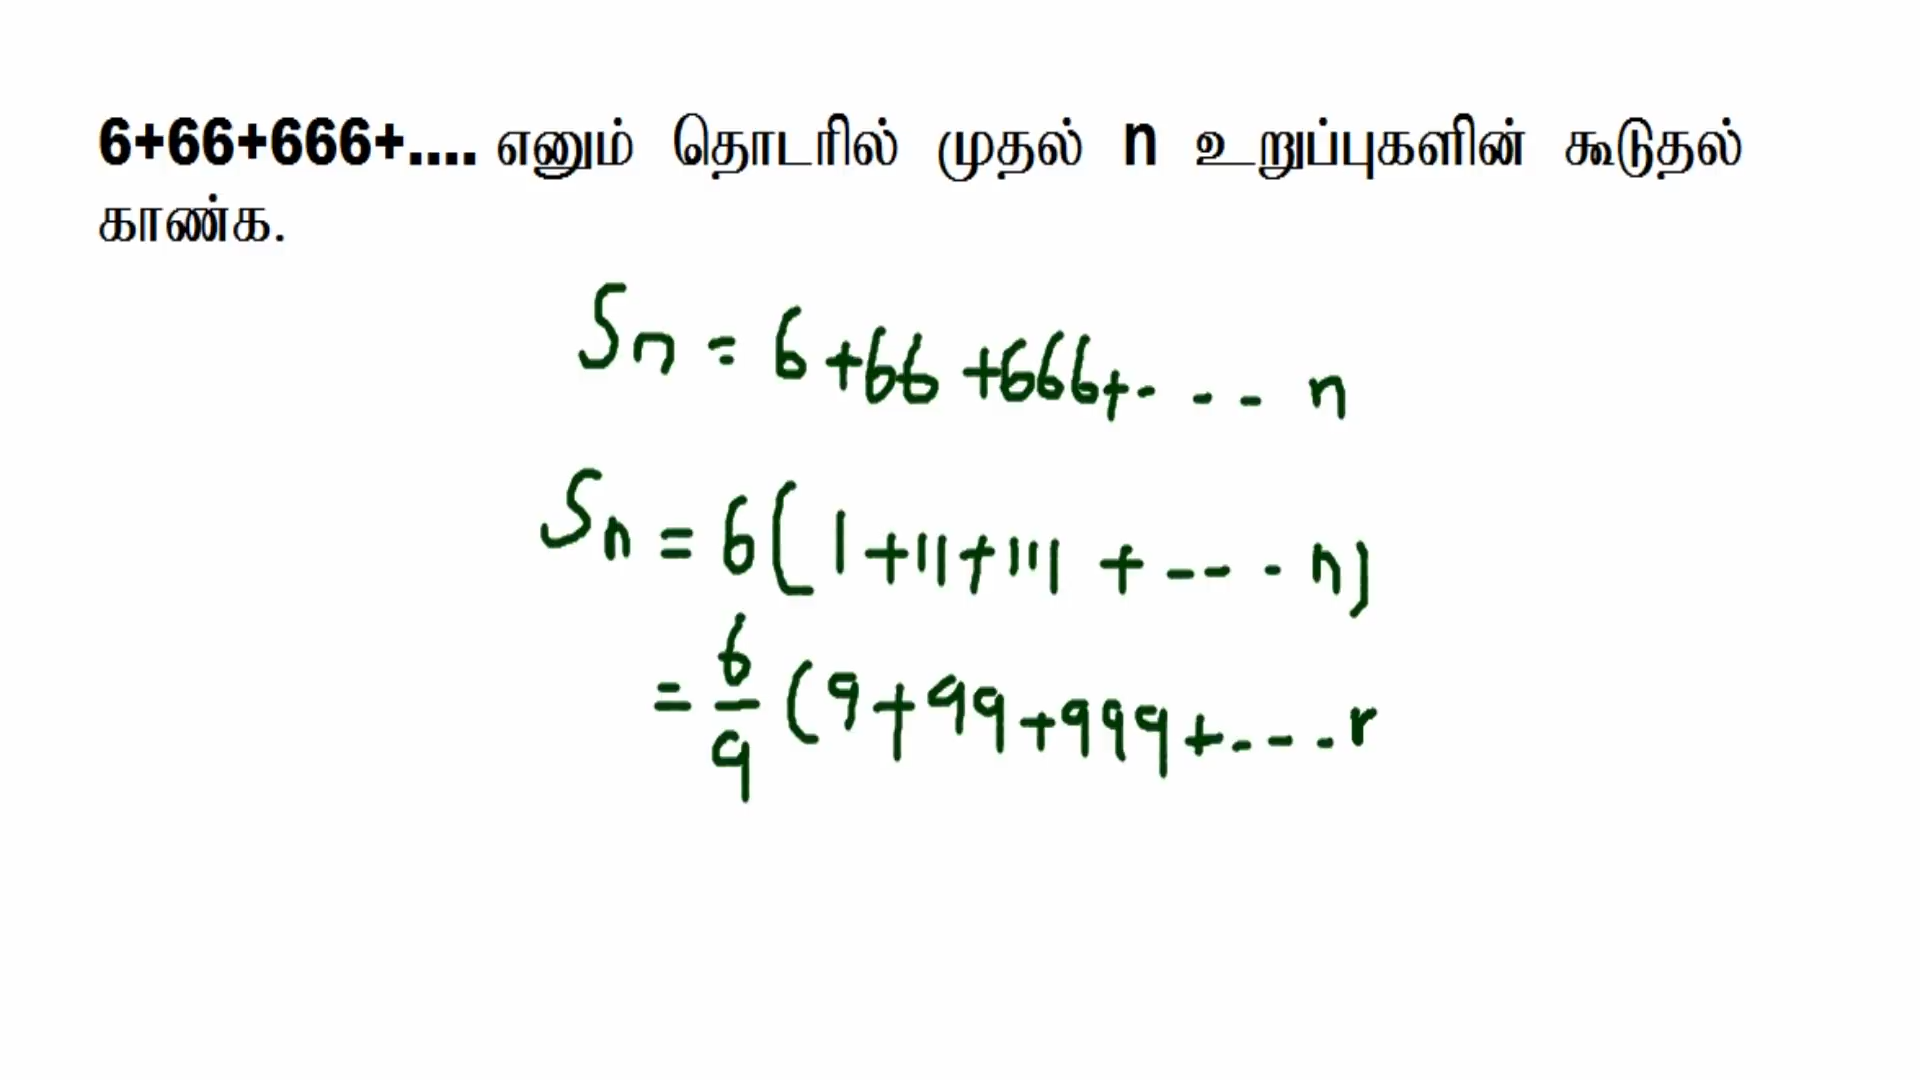 6+66+666+.... எனும் தொடரில் முதல் n உறுப்புகளின் கூடுதல்
காண்க.
Sn = 6+66+666+- - - n
Sn = 6(1+11+111+--- n)
= 6/9 (9+99+999+--- r